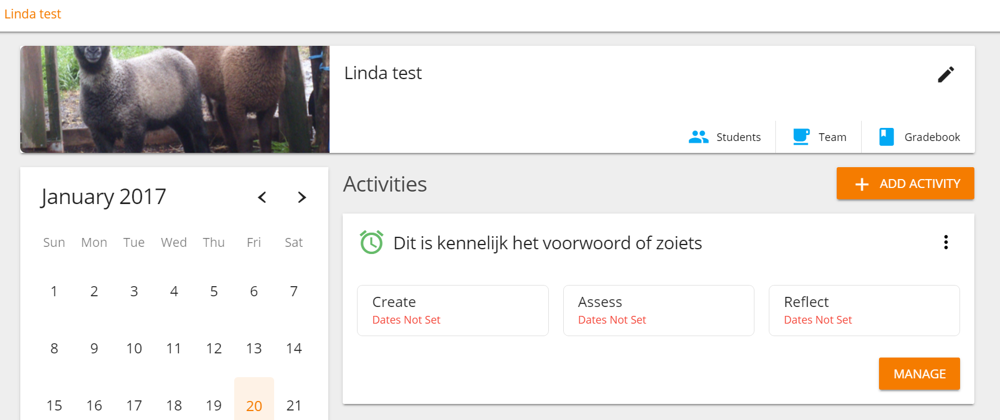 Linda test
Linda test
Students Team Gradebook
January 2017
Sun Mon Tue Wed Thu Fri Sat
1 2 3 4 5 6 7
8 9 10 11 12 13 14
15 16 17 18 19 20 21
Activities
ADD ACTIVITY
Dit is kennelijk het voorwoord of zoiets
Create
Dates Not Set
Assess
Dates Not Set
Reflect
Dates Not Set
MANAGE